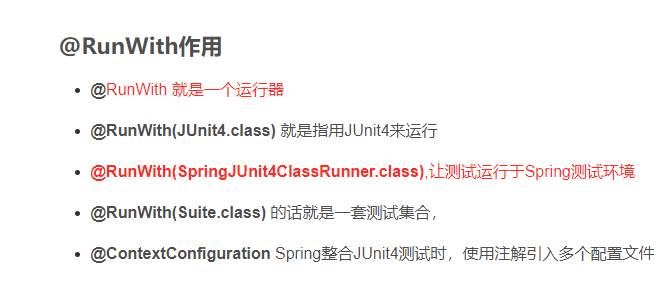 @RunWith作用
@RunWith 就是一个运行器
@RunWith(JUnit4.class) 就是指用JUnit4来运行
@RunWith(SpringJUnit4ClassRunner.class),让测试运行于Spring测试环境
@RunWith(Suite.class) 的话就是一套测试集合，
@ContextConfiguration Spring整合JUnit4测试时，使用注解引入多个配置文件